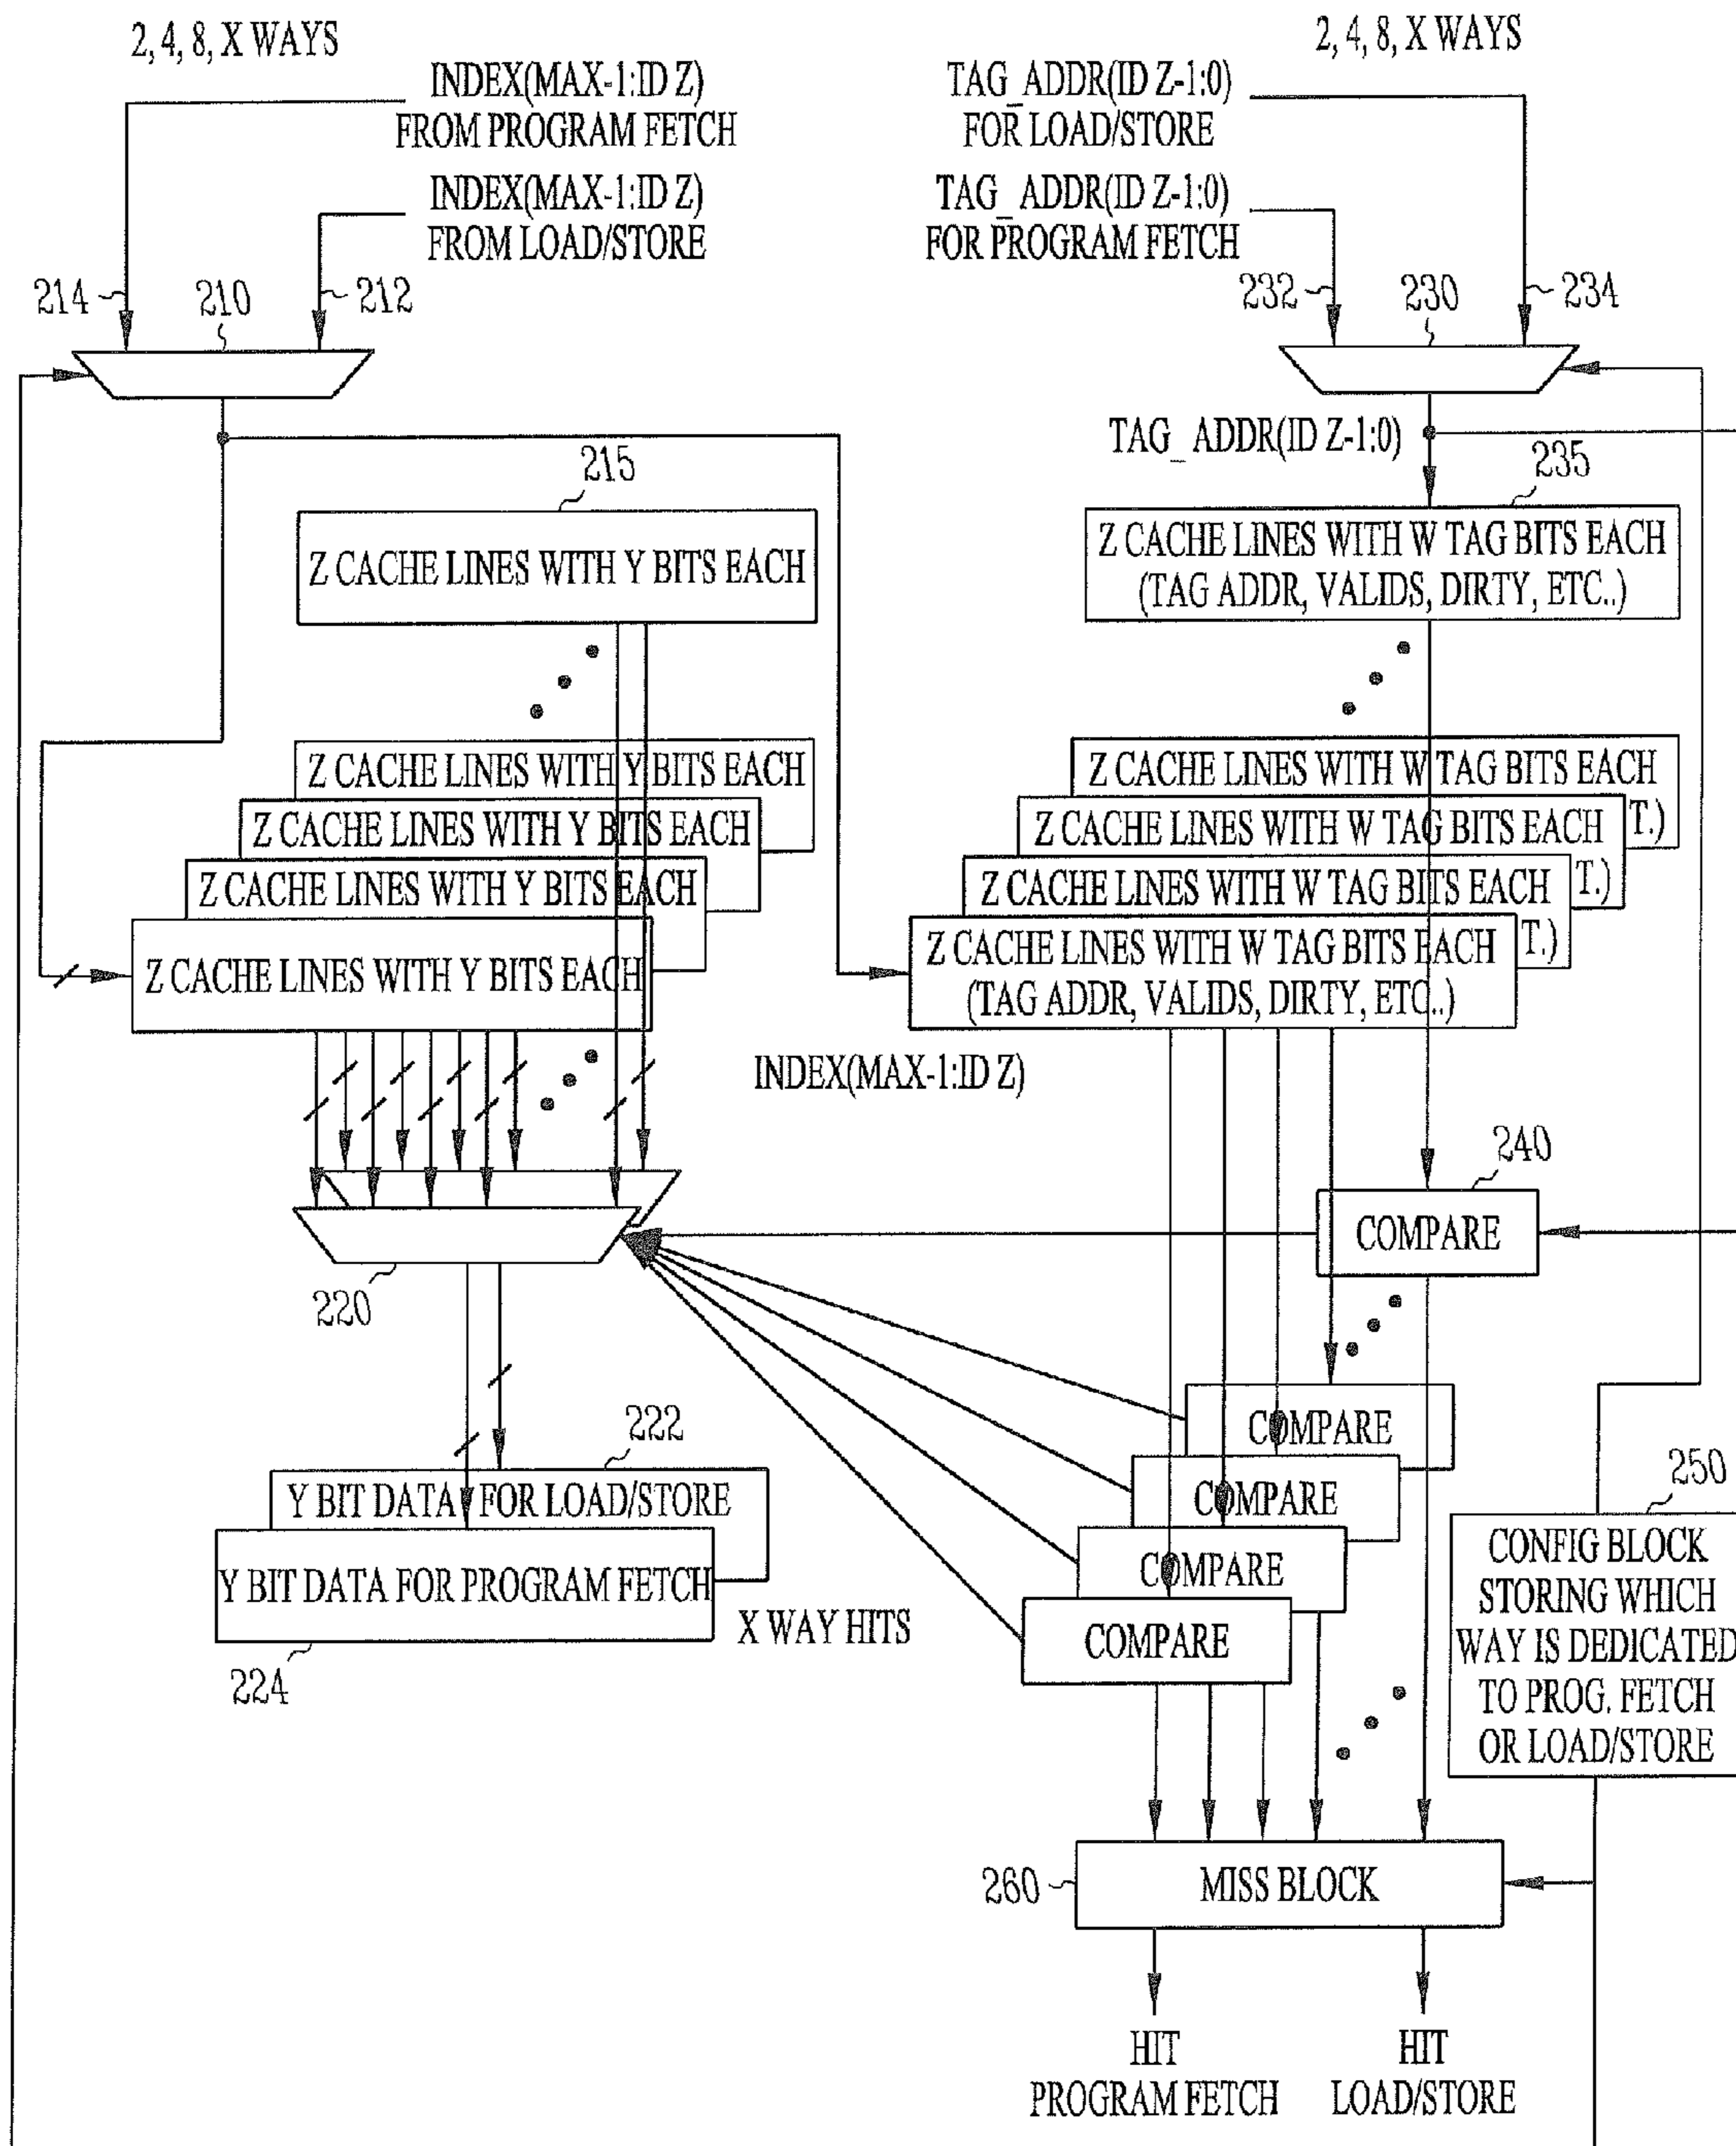 2, 4, 8, X WAYS
INDEX(MAX-1:ID Z)
FROM PROGRAM FETCH
INDEX(MAX-1:ID Z)
FROM LOAD/STORE
214
210
212
2, 4, 8, X WAYS
TAG_ADDR(ID Z-1:0)
FOR LOAD/STORE
TAG_ADDR(ID Z-1:0)
FOR PROGRAM FETCH
232
230
234
TAG_ADDR(ID Z-1:0)
215
Z CACHE LINES WITH Y BITS EACH
235
Z CACHE LINES WITH W TAG BITS EACH
(TAG ADDR, VALIDS, DIRTY, ETC..)
Z CACHE LINES WITH Y BITS EACH
Z CACHE LINES WITH Y BITS EACH
Z CACHE LINES WITH Y BITS EACH
Z CACHE LINES WITH Y BITS EACH
Z CACHE LINES WITH W TAG BITS EACH
Z CACHE LINES WITH W TAG BITS EACH
T.)
Z CACHE LINES WITH W TAG BITS EACH
T.)
Z CACHE LINES WITH W TAG BITS EACH
T.)
(TAG ADDR, VALIDS, DIRTY, ETC..)
INDEX(MAX-1:ID Z)
240
COMPARE
220
COMPARE
COMPARE
COMPARE
COMPARE
222
Y BIT DATA FOR LOAD/STORE
Y BIT DATA FOR PROGRAM FETCH
224
X WAY HITS
250
CONFIG BLOCK
STORING WHICH
WAY IS DEDICATED
TO PROG. FETCH
OR LOAD/STORE
260
MISS BLOCK
HIT
PROGRAM FETCH
HIT
LOAD/STORE